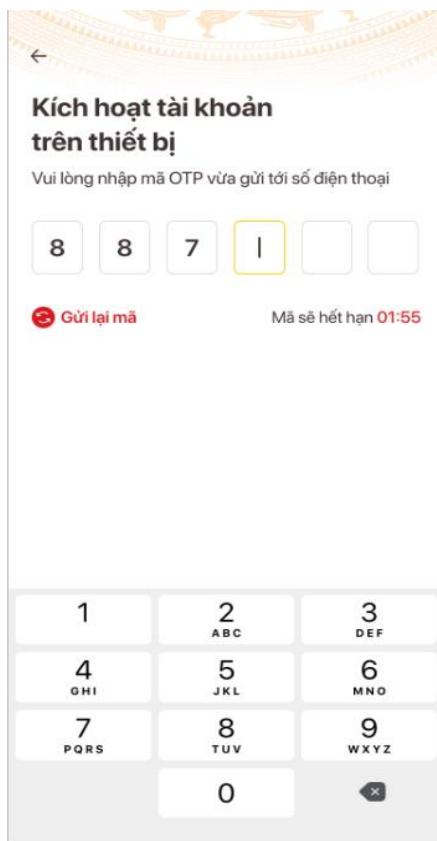 Kích hoạt tài khoản
trên thiết bị
Vui lòng nhập mã OTP vừa gửi tới số điện thoại
8 8 7
Gửi lại mã Mã sẽ hết hạn 01:55
1 2 3
ABC DEF
4 5 6
GHI JKL MNO
7 8 9
PQRS TUV WXYZ
0